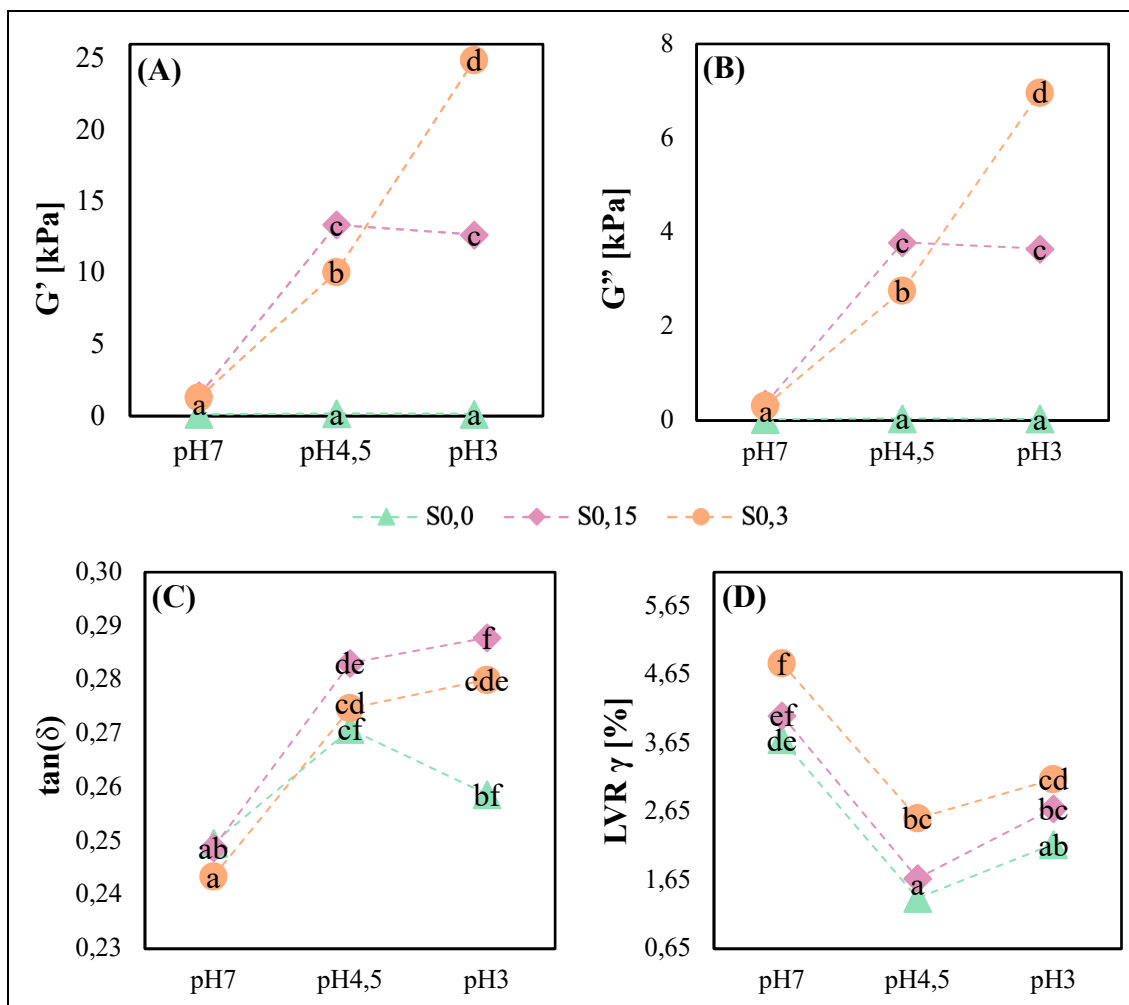 (A)
G’ [kPa]
25
20
15
10
5
0
d
c
c
b
a
a
a
pH7
pH4,5
pH3
(B)
G’’ [kPa]
8
6
4
2
0
d
c
c
b
a
a
a
pH7
pH4,5
pH3
S0,0
S0,15
S0,3
(C)
tan(δ)
0,30
0,29
0,28
0,27
0,26
0,25
0,24
0,23
f
de
cde
cd
cf
bf
ab
a
pH7
pH4,5
pH3
(D)
LVR γ [%]
5,65
4,65
3,65
2,65
1,65
0,65
f
ef
de
cd
bc
bc
ab
a
pH7
pH4,5
pH3